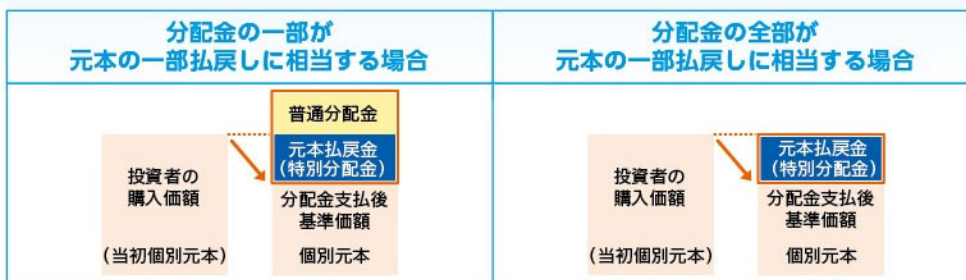 分配金の一部が
元本の一部払戻しに相当する場合
普通分配金
元本払戻金
(特別分配金)
投資者の
購入価額
(当初個別元本)
分配金支払後
基準価額
個別元本
分配金の全部が
元本の一部払戻しに相当する場合
元本払戻金
(特別分配金)
投資者の
購入価額
(当初個別元本)
分配金支払後
基準価額
個別元本